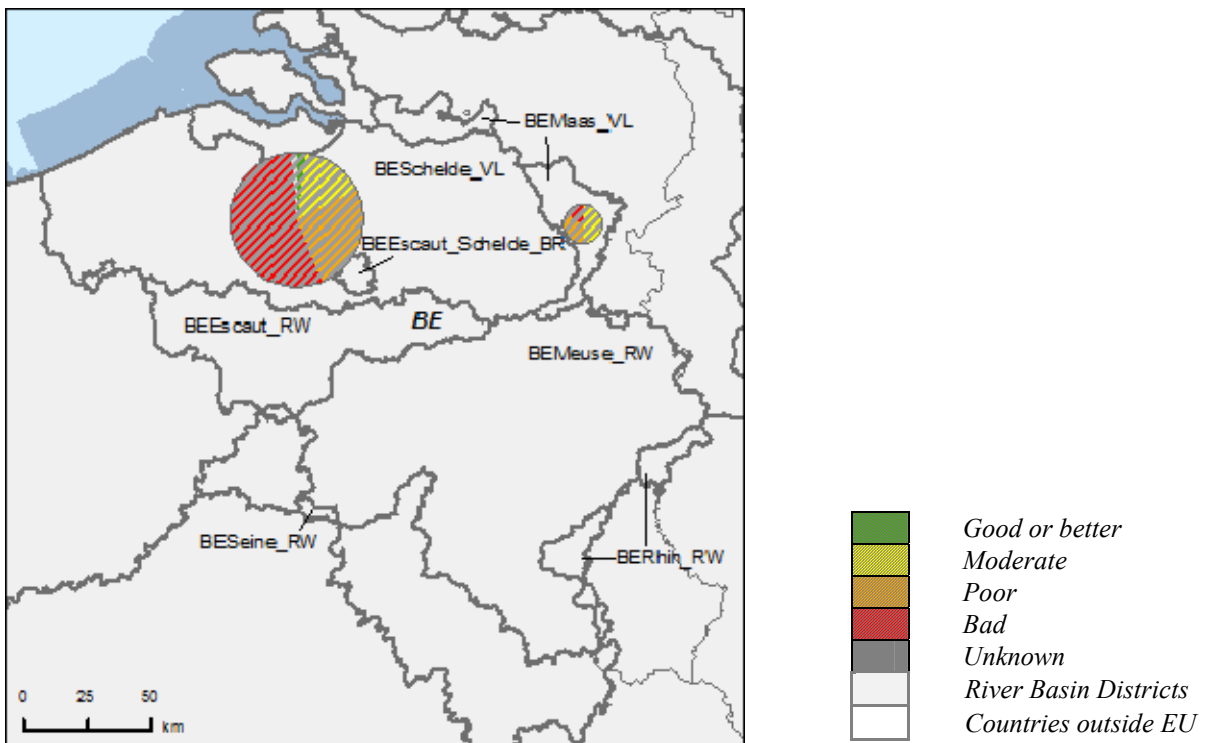 BEMaas_VL
BESchelde_VL
BEEscaut_Schelde_BR
BEEscaut_RW
BE
BEMeuse_RW
BESeine_RW
BERhin_RW
0 25 50
km
Good or better
Moderate
Poor
Bad
Unknown
River Basin Districts
Countries outside EU